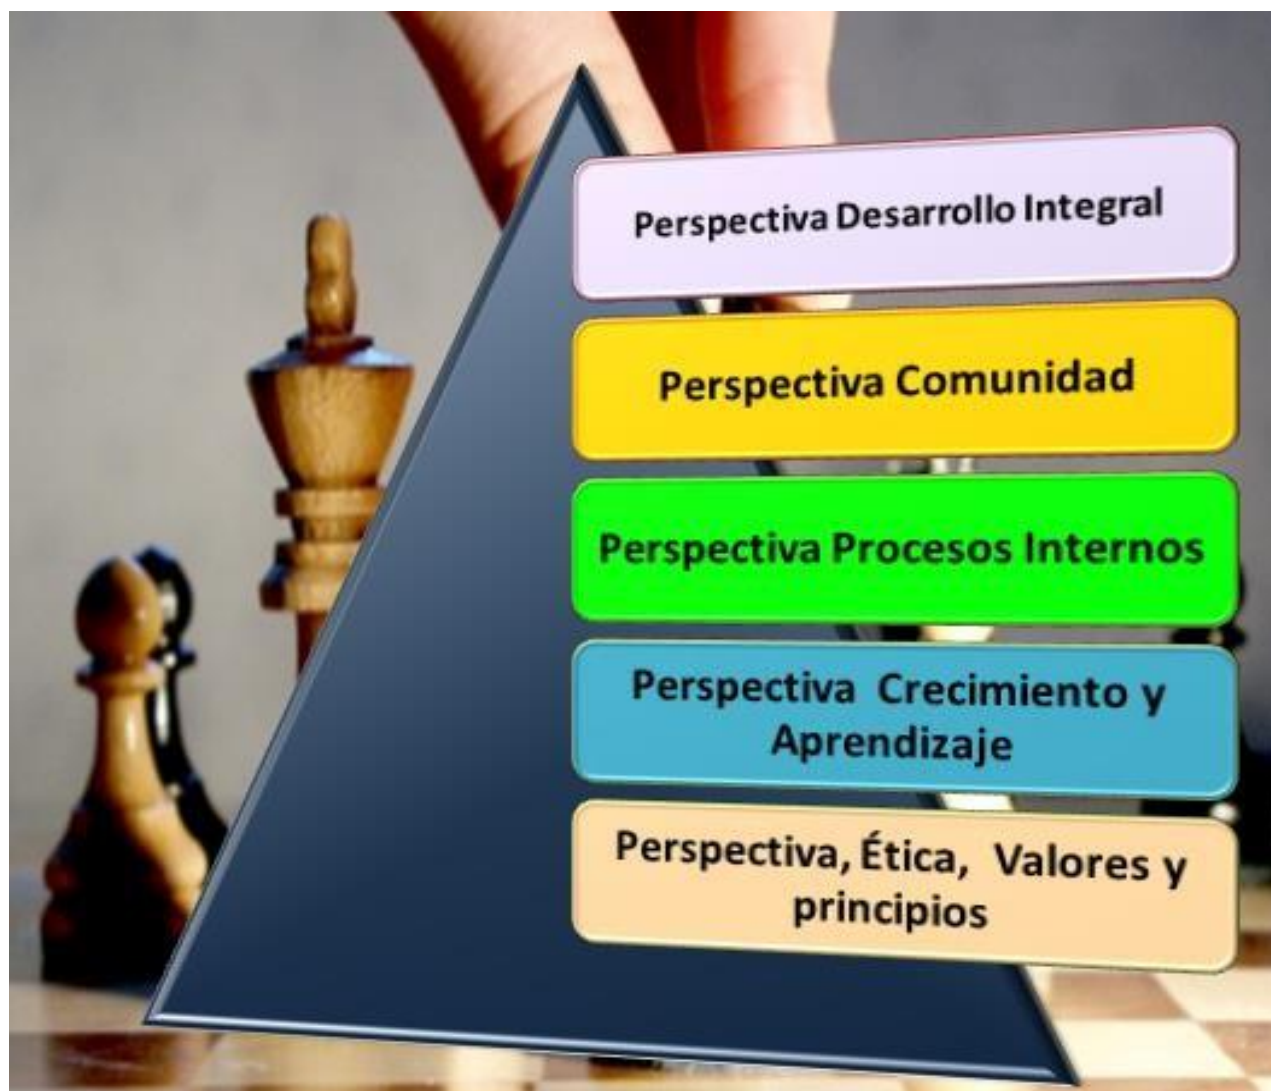 Perspectiva Desarrollo Integral
Perspectiva Comunidad
Perspectiva Procesos Internos
Perspectiva Crecimiento y
Aprendizaje
Perspectiva, Ética, Valores y
principios